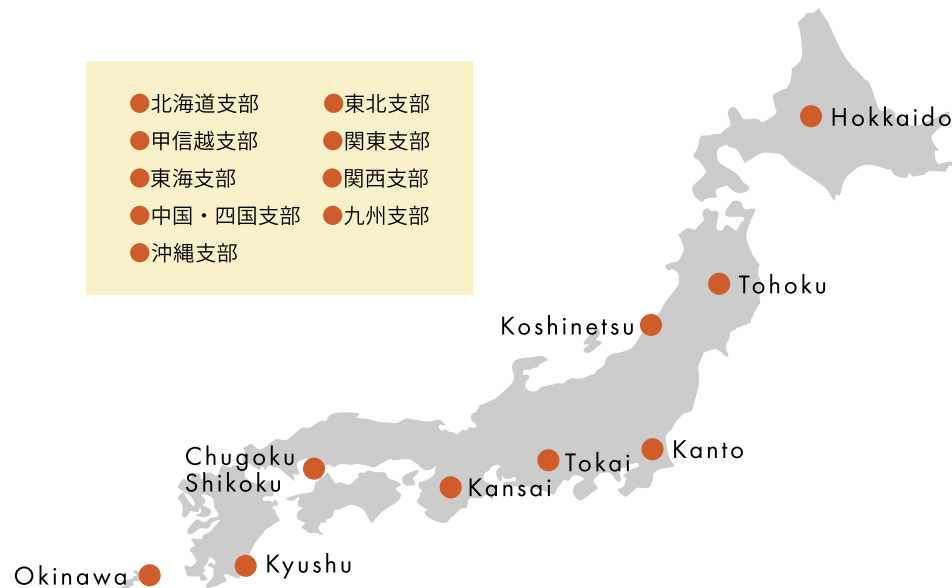 北海道支部
東北支部
甲信越支部
関東支部
東海支部
関西支部
中国・四国支部
九州支部
沖縄支部
Hokkaido
Tohoku
Koshinetsu
Kanto
Tokai
Chugoku
Shikoku
Kansai
Kyushu
Okinawa